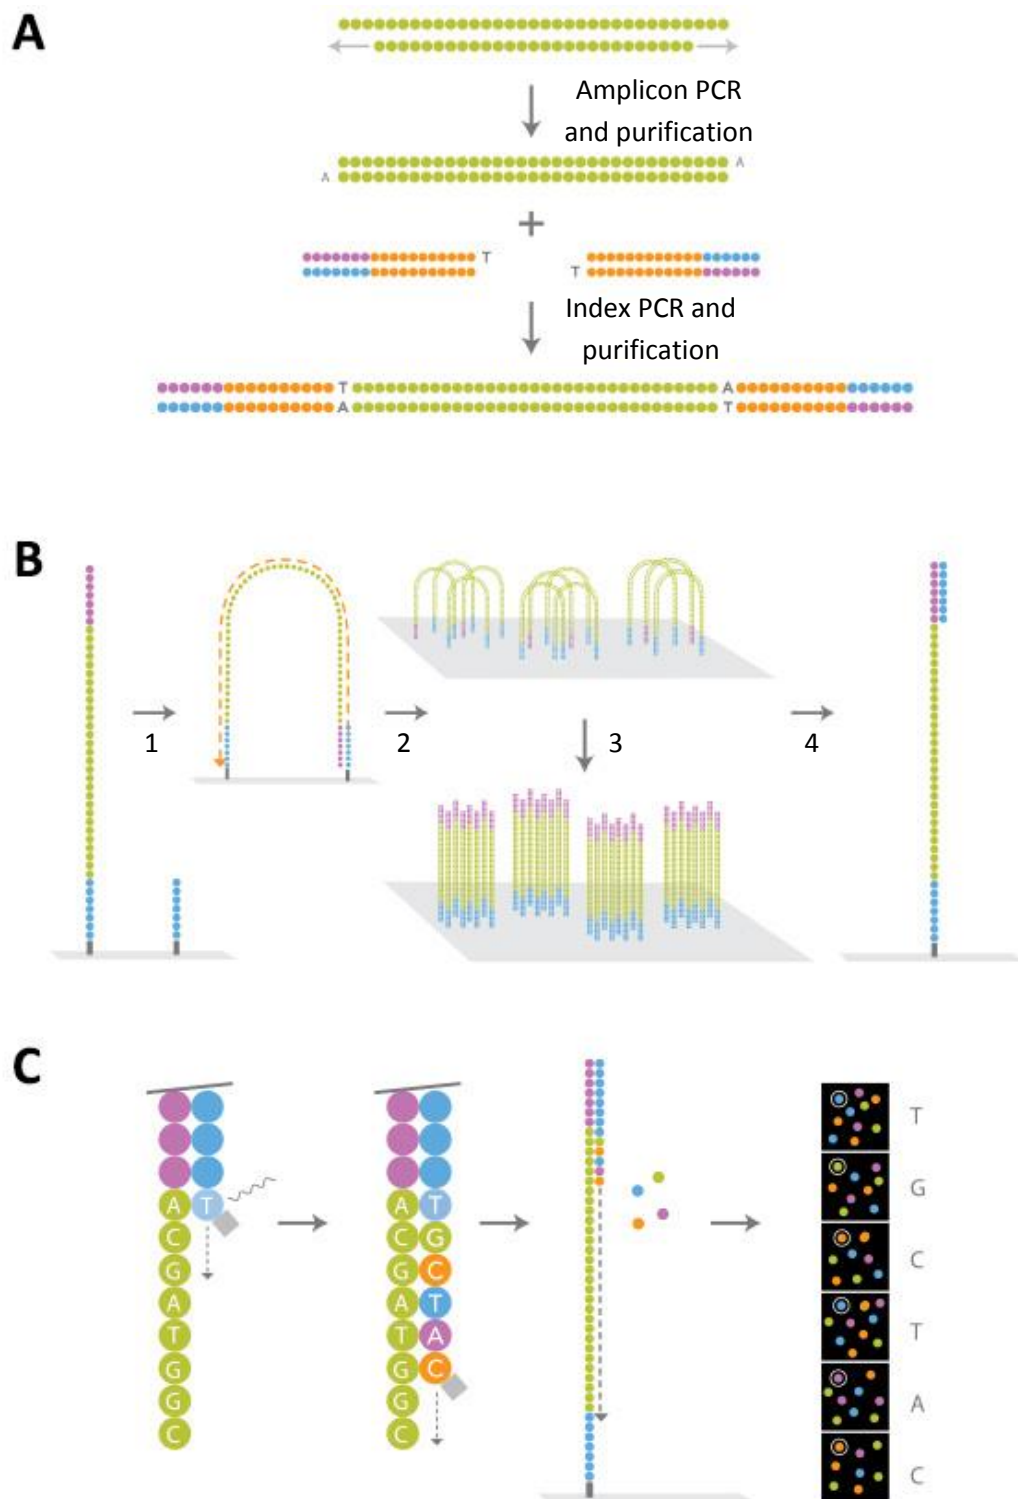 A
Amplicon PCR
and purification
A
A
+
T
T
Index PCR and
purification
T A
A T
B
1
2
3
4
C
A T
C
G
A
T
G
G
C
A T
C G
G C
A T
T A
G C
G
C
T
G
C
T
A
C